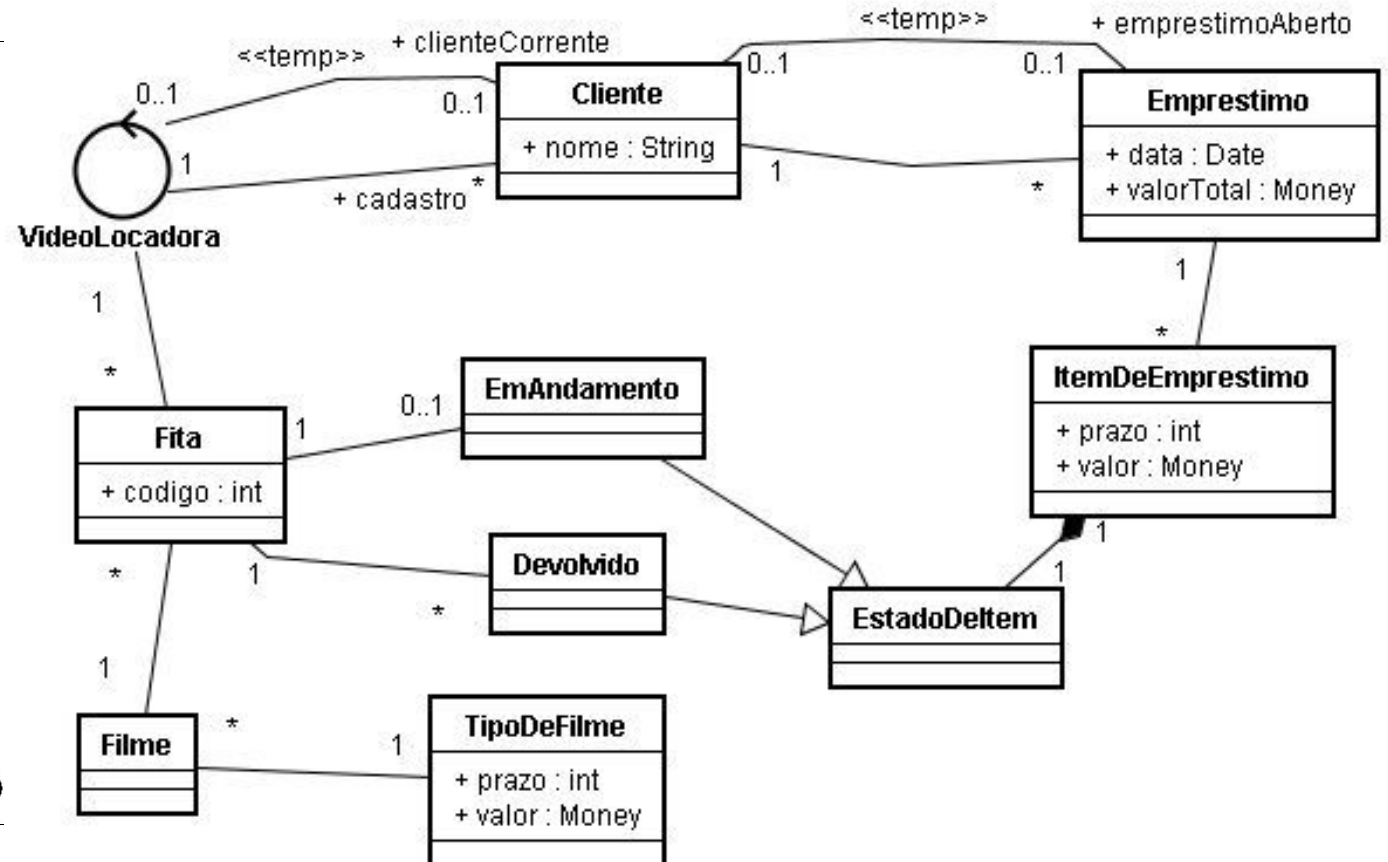 <<temp>>
+ emprestimoAberto
<<temp>>
+ clienteCorrente
0..1
0..1
0..1
0..1
Cliente
+ nome : String
Emprestimo
+ data : Date
+ valorTotal : Money
1
*
+ cadastro
1
*
VideoLocadora
1
*
1
*
Fita
+ codigo : int
1
0..1
EmAndamento
ItemDeEmprestimo
+ prazo : int
+ valor : Money
1
1
1
*
Devolvido
EstadoDeItem
*
1
Filme
*
1
TipoDeFilme
+ prazo : int
+ valor : Money